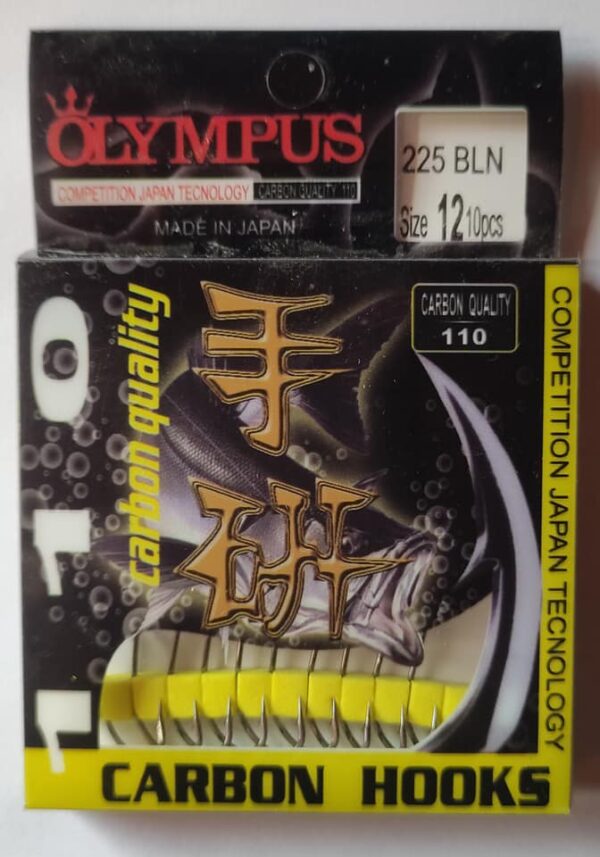 OLYMPUS
COMPETITION JAPAN TECNOLOGY
CARBON QUALITY 110
MADE IN JAPAN
225 BLN
Size 12 10pcs
CARBON QUALITY
110
110
carbon quality
手
研
COMPETITION JAPAN TECNOLOGY
CARBON HOOKS